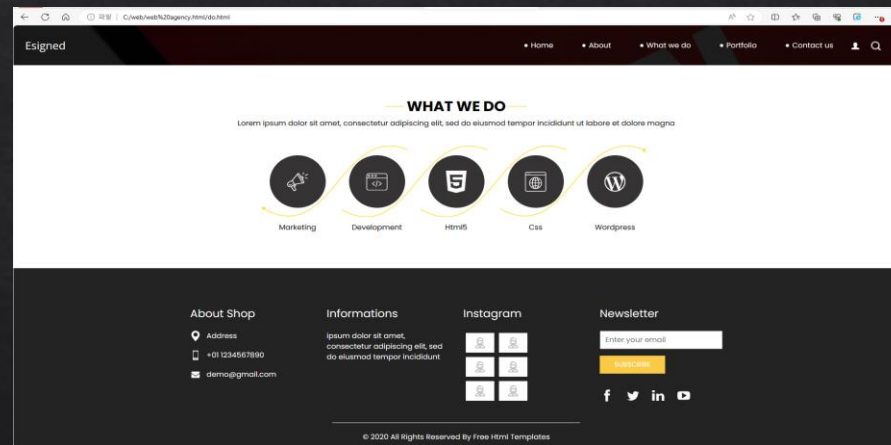 파일 C:/web/web%20agency.html/do.html
Esigned
Home About What we do Portfolio Contact us
WHAT WE DO
Lorem ipsum dolor sit amet, consectetur adipiscing elit, sed do eiusmod tempor incididunt ut labore et dolore magna
Marketing Development Html5 Css Wordpress
About Shop
Address
+01 1234567890
demo@gmail.com
Informations
ipsum dolor sit amet,
consectetur adipiscing elit, sed
do eiusmod tempor incididunt
Instagram
Newsletter
Enter your email
SUBSCRIBE
© 2020 All Rights Reserved By Free Html Templates